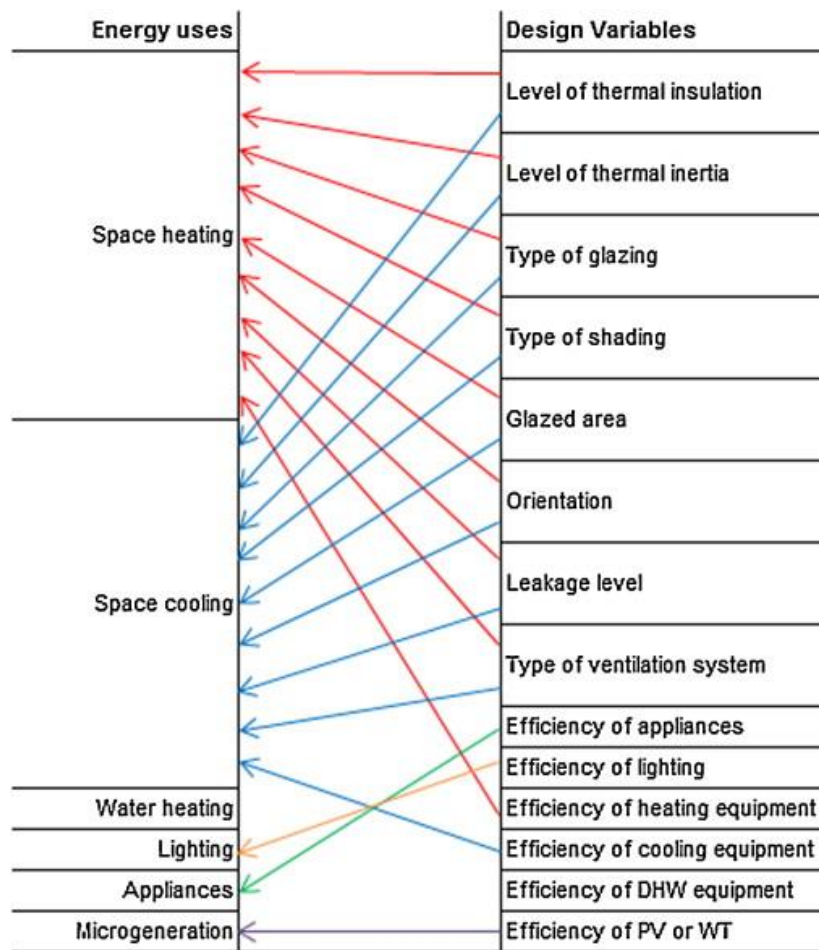 Energy uses
Space heating
Space cooling
Water heating
Lighting
Appliances
Microgeneration
Design Variables
Level of thermal insulation
Level of thermal inertia
Type of glazing
Type of shading
Glazed area
Orientation
Leakage level
Type of ventilation system
Efficiency of appliances
Efficiency of lighting
Efficiency of heating equipment
Efficiency of cooling equipment
Efficiency of DHW equipment
Efficiency of PV or WT